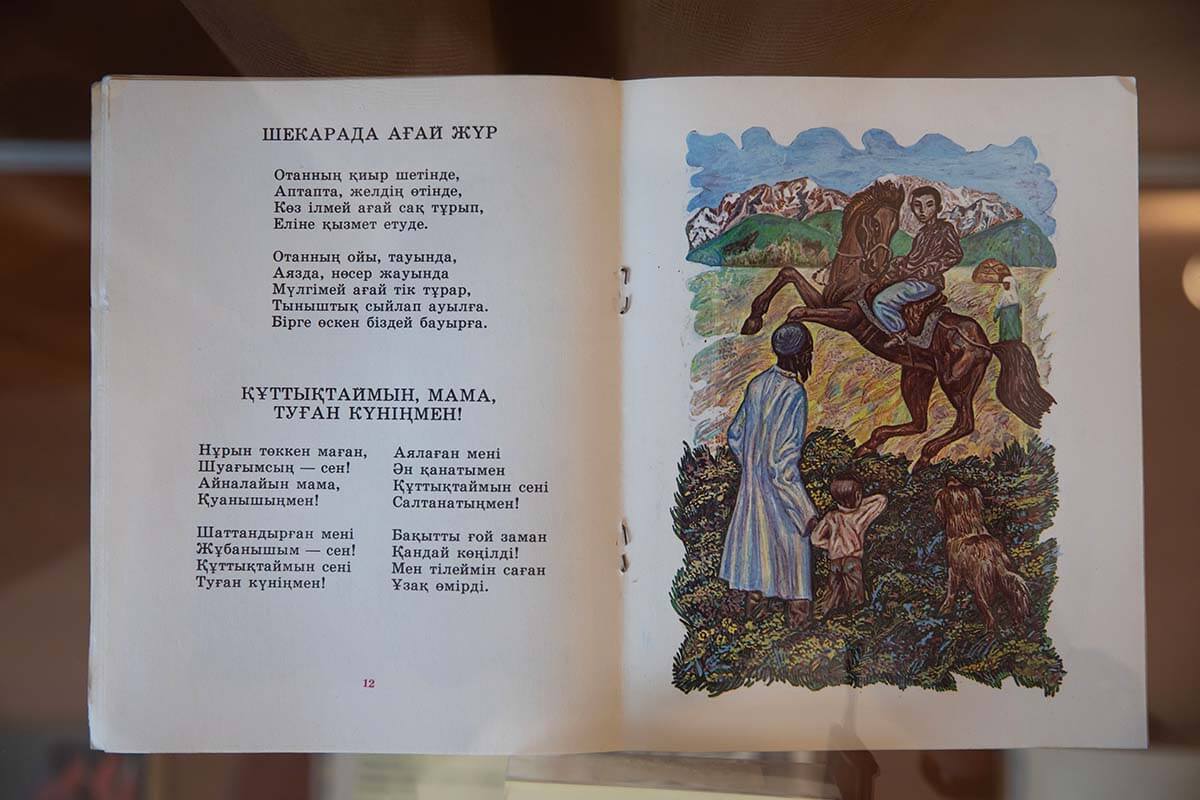 ШЕКАРАДА АҒАЙ ЖҮР
Отанның қиыр шетінде,
Аптапта, желдің өтінде,
Көз ілмей ағай сақ тұрып,
Еліне қызмет етуде.
Отанның ойы, тауында,
Аязда, нөсер жауында
Мүлгімей ағай тік тұрар,
Тыныштық сыйлап ауылға.
Бірге өскен біздей бауырға.
ҚҰТТЫҚТАЙМЫН, МАМА,
ТУҒАН КҮНІҢМЕН!
Нұрын төккен маған,
Шуағымсың — сен!
Айналайын мама,
Қуанышыңмен!
Шаттандырған мені
Жұбанышым — сен!
Құттықтаймын сені
Туған күніңмен!
Аялаған мені
Ән қанатымен
Құттықтаймын сені
Салтанатыңмен!
Бақытты ғой заман
Қандай көңілді!
Мен тілеймін саған
Ұзақ өмірді.
12